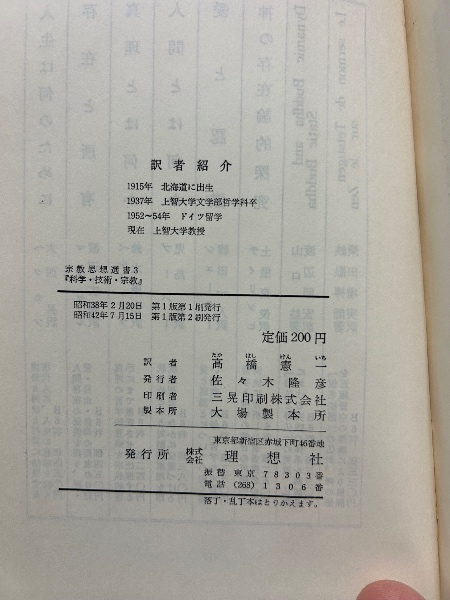 訳者紹介
1915年 北海道に出生
1937年 上智大学文学部哲学科卒
1952〜54年 ドイツ留学
現在 上智大学教授
宗教思想選書3
『科学・技術・宗教』
昭和38年2月20日 第1版第1刷発行
昭和42年7月15日 第1版第2刷発行
定価200円
たか はし けん いち
訳者 高橋憲一
発行者 佐々木隆彦
印刷者 三晃印刷株式会社
製本所 大場製本所
東京都新宿区赤城下町46番地
発行所 株式会社 理想社
振替 東京 78303番
電話 (268) 1306番
落丁・乱丁本はとりかえます。